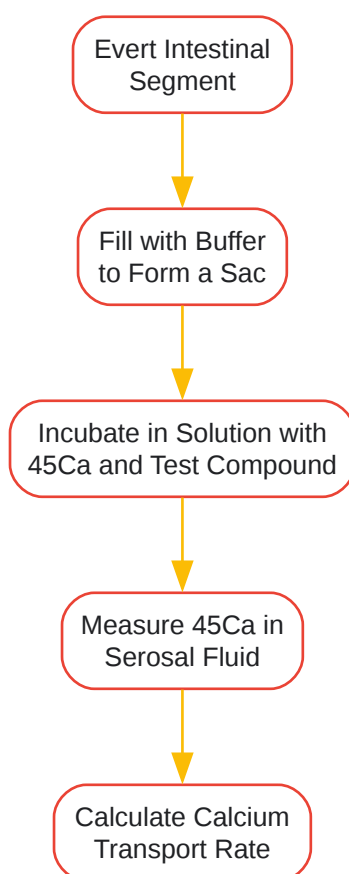 Evert Intestinal
Segment
Fill with Buffer
to Form a Sac
Incubate in Solution with
45Ca and Test Compound
Measure 45Ca in
Serosal Fluid
Calculate Calcium
Transport Rate